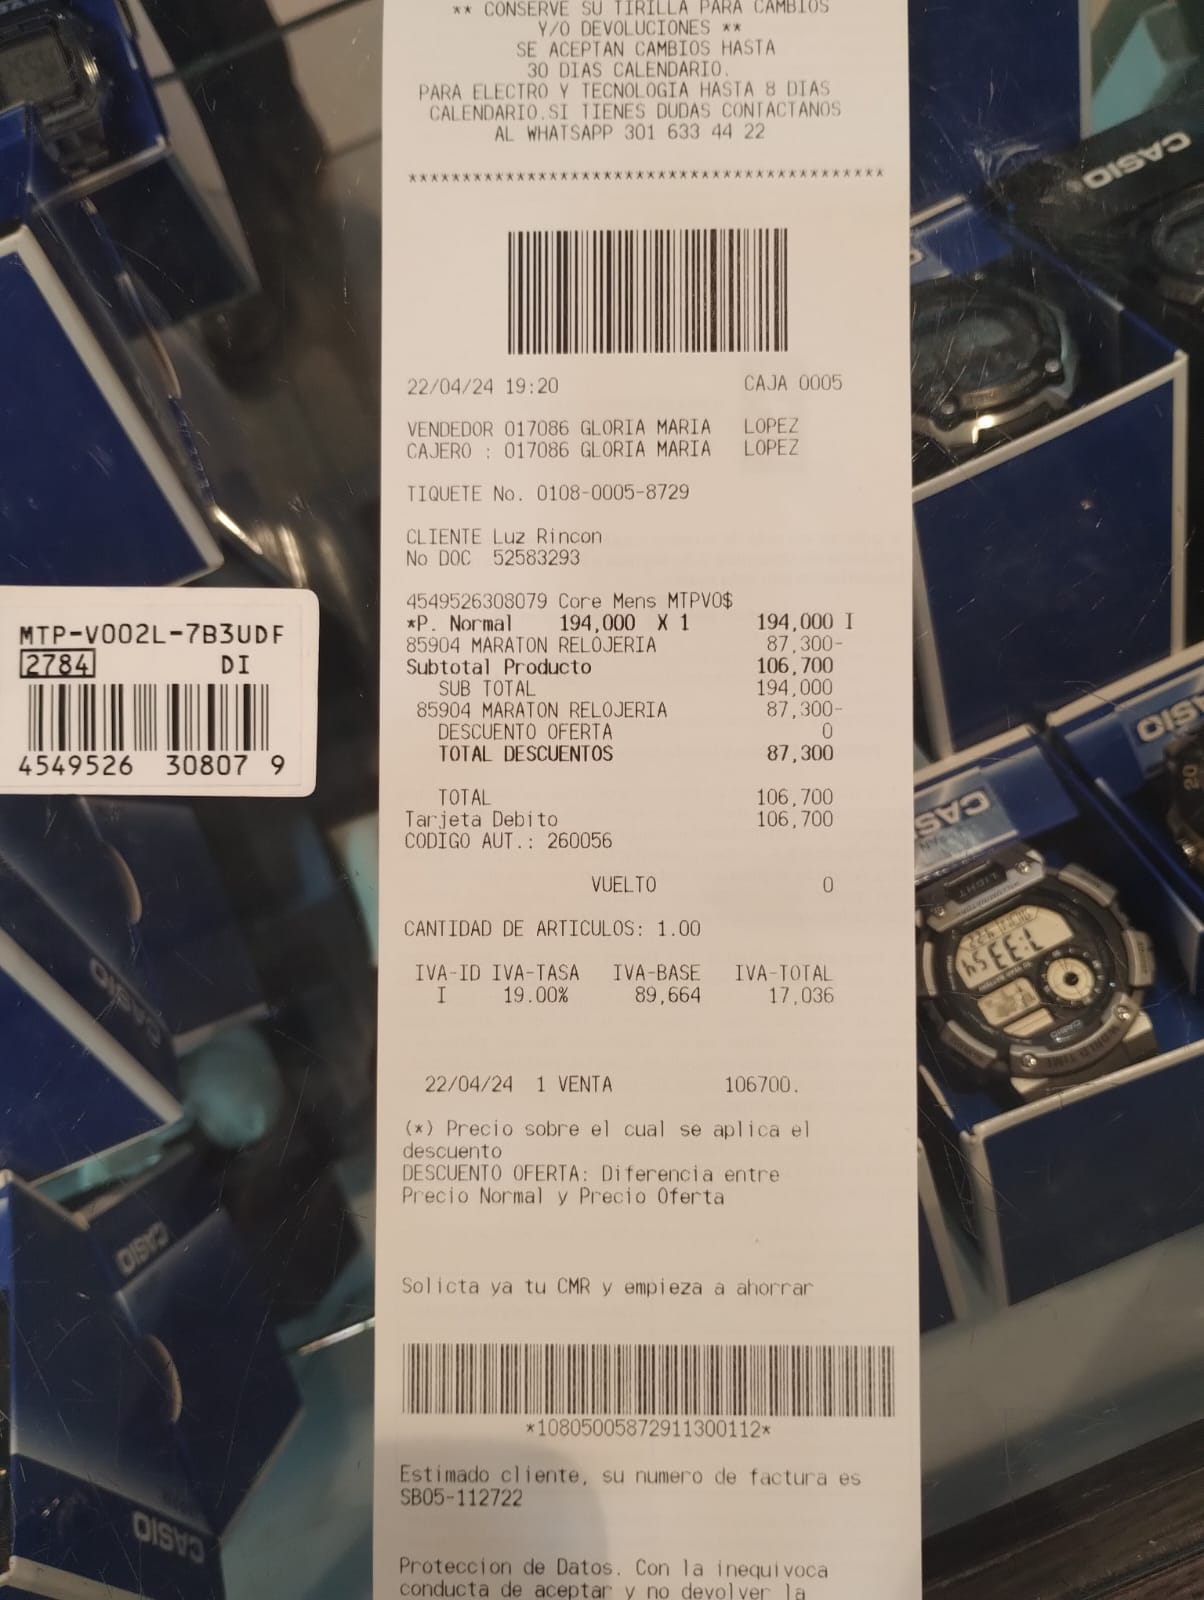 ** CONSERVE SU TIRILLA PARA CAMBIOS
Y/O DEVOLUCIONES **
SE ACEPTAN CAMBIOS HASTA
30 DIAS CALENDARIO.
PARA ELECTRO Y TECNOLOGIA HASTA 8 DIAS
CALENDARIO.SI TIENES DUDAS CONTACTANOS
AL WHATSAPP 301 633 44 22
********************************************
22/04/24 19:20 CAJA 0005
VENDEDOR 017086 GLORIA MARIA LOPEZ
CAJERO : 017086 GLORIA MARIA LOPEZ
TIQUETE No. 0108-0005-8729
CLIENTE Luz Rincon
No DOC 52583293
4549526308079 Core Mens MTPV0$
*P. Normal 194,000 X 1 194,000 I
85904 MARATON RELOJERIA 87,300-
Subtotal Producto 106,700
SUB TOTAL 194,000
85904 MARATON RELOJERIA 87,300-
DESCUENTO OFERTA 0
TOTAL DESCUENTOS 87,300
TOTAL 106,700
Tarjeta Debito 106,700
CODIGO AUT.: 260056
VUELTO 0
CANTIDAD DE ARTICULOS: 1.00
IVA-ID IVA-TASA IVA-BASE IVA-TOTAL
I 19.00% 89,664 17,036
22/04/24 1 VENTA 106700.
(*) Precio sobre el cual se aplica el
descuento
DESCUENTO OFERTA: Diferencia entre
Precio Normal y Precio Oferta
Solicta ya tu CMR y empieza a ahorrar
*10805005872911300112*
Estimado cliente, su numero de factura es
SB05-112722
Proteccion de Datos. Con la inequivoca
conducta de aceptar y no devolver la
MTP-V002L-7B3UDF
2784 DI
4549526 30807 9
CASIO
CASIO
CASIO
CASIO
CASIO
CASIO
LIGHT
WORLD TIME
20